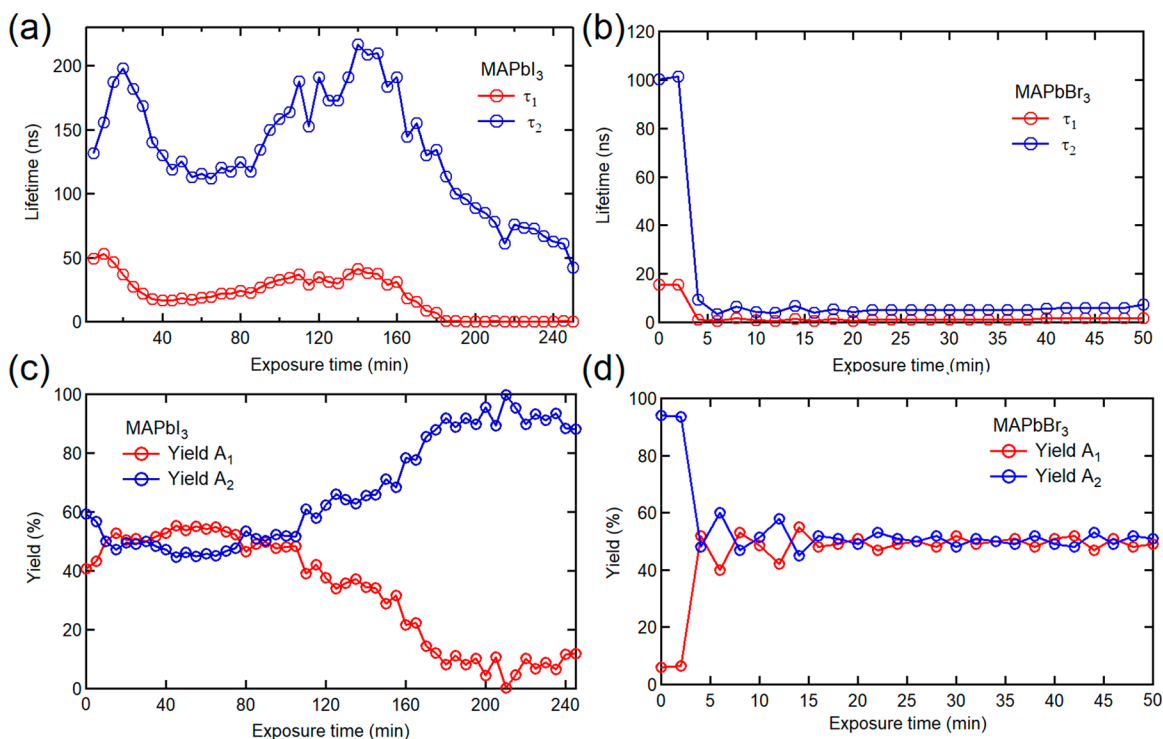 (a)
MAPbI3
τ1
τ2
Lifetime (ns)
200
150
100
50
0
40
80
120
160
200
240
Exposure time (min)
(b)
MAPbBr3
τ1
τ2
Lifetime (ns)
120
100
80
60
40
20
0
0
5
10
15
20
25
30
35
40
45
50
Exposure time (min)
(c)
MAPbI3
Yield A1
Yield A2
Yield (%)
100
80
60
40
20
0
0
40
80
120
160
200
240
Exposure time (min)
(d)
MAPbBr3
Yield A1
Yield A2
Yield (%)
100
80
60
40
20
0
0
5
10
15
20
25
30
35
40
45
50
Exposure time (min)